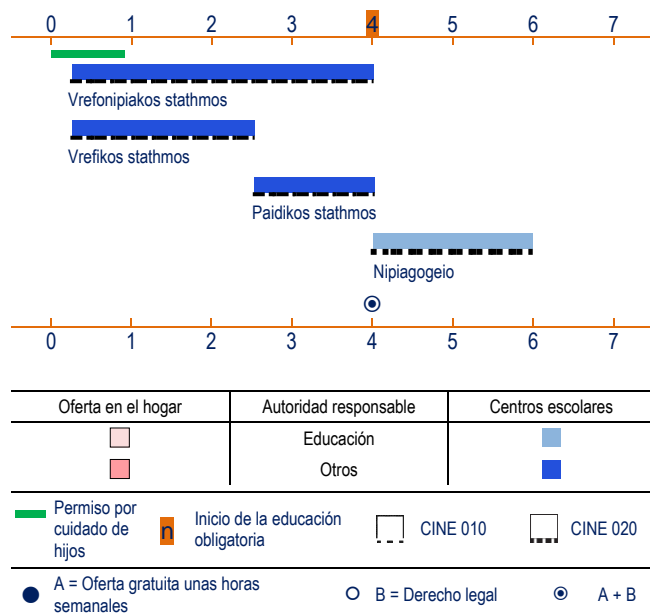 0 1 2 3 4 5 6 7
Vrefonipiakos stathmos
Vrefikos stathmos
Paidikos stathmos
Nipiagogeio
0 1 2 3 4 5 6 7
Oferta en el hogar Autoridad responsable Centros escolares
Educación
Otros
Permiso por
cuidado de
hijos
n Inicio de la educación
obligatoria
CINE 010
CINE 020
A = Oferta gratuita unas horas
semanales
B = Derecho legal
A + B